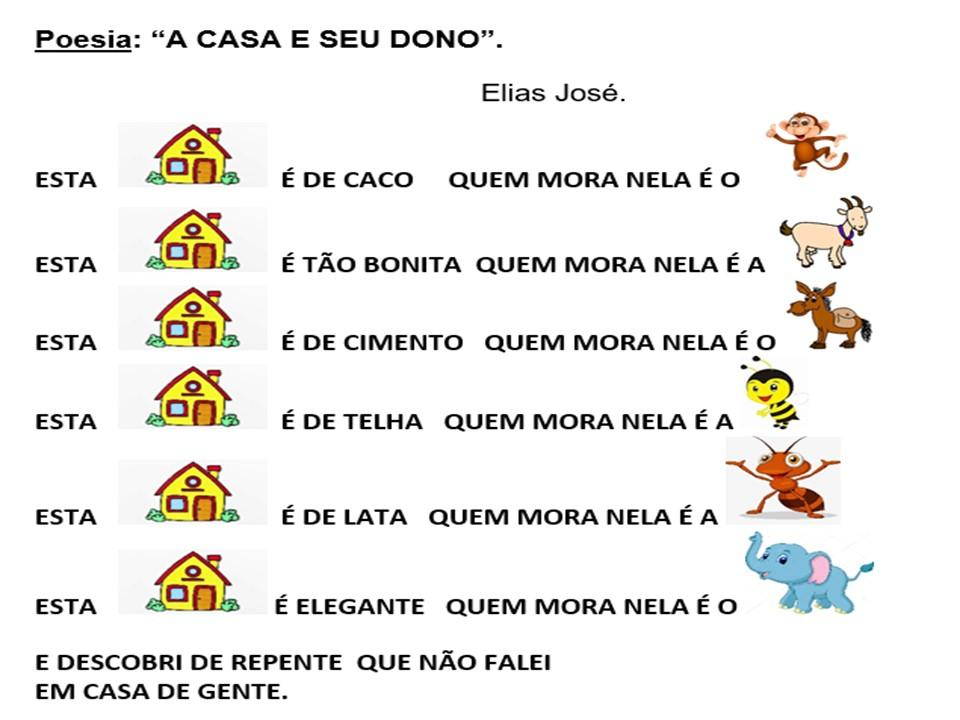 Poesia: “A CASA E SEU DONO”.
Elias José.
ESTA É DE CACO QUEM MORA NELA É O
ESTA É TÃO BONITA QUEM MORA NELA É A
ESTA É DE CIMENTO QUEM MORA NELA É O
ESTA É DE TELHA QUEM MORA NELA É A
ESTA É DE LATA QUEM MORA NELA É A
ESTA É ELEGANTE QUEM MORA NELA É O
E DESCOBRI DE REPENTE QUE NÃO FALEI
EM CASA DE GENTE.